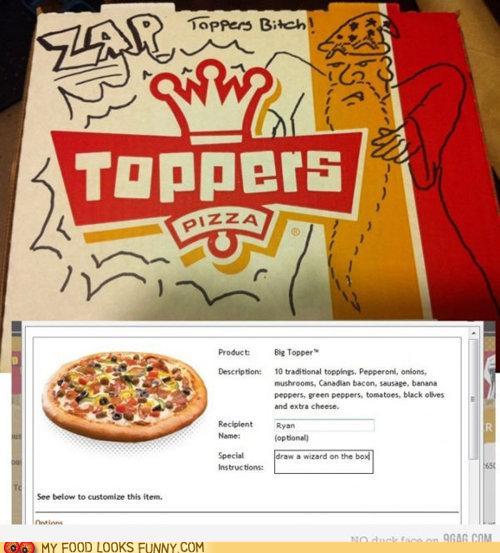 ZAP!
Toppers Bitch!
TOPPERS
PIZZA
®
Product: Big Topper™
Description: 10 traditional toppings. Pepperoni, onions,
mushrooms, Canadian bacon, sausage, banana
peppers, green peppers, tomatoes, black olives
and extra cheese.
Recipient Ryan
Name: (optional)
Special draw a wizard on the box
Instructions:
See below to customize this item.
Options
NO duck face on 9GAG.COM
MY FOOD LOOKS FUNNY.COM